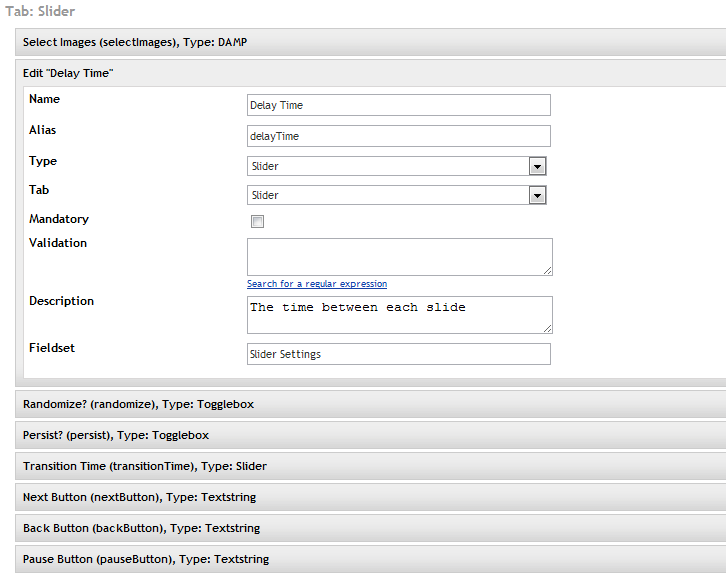 Tab: Slider
Select Images (selectImages), Type: DAMP
Edit "Delay Time"
Name
Delay Time
Alias
delayTime
Type
Slider
Tab
Slider
Mandatory
Validation
Search for a regular expression
Description
The time between each slide
Fieldset
Slider Settings
Randomize? (randomize), Type: Togglebox
Persist? (persist), Type: Togglebox
Transition Time (transitionTime), Type: Slider
Next Button (nextButton), Type: Textstring
Back Button (backButton), Type: Textstring
Pause Button (pauseButton), Type: Textstring